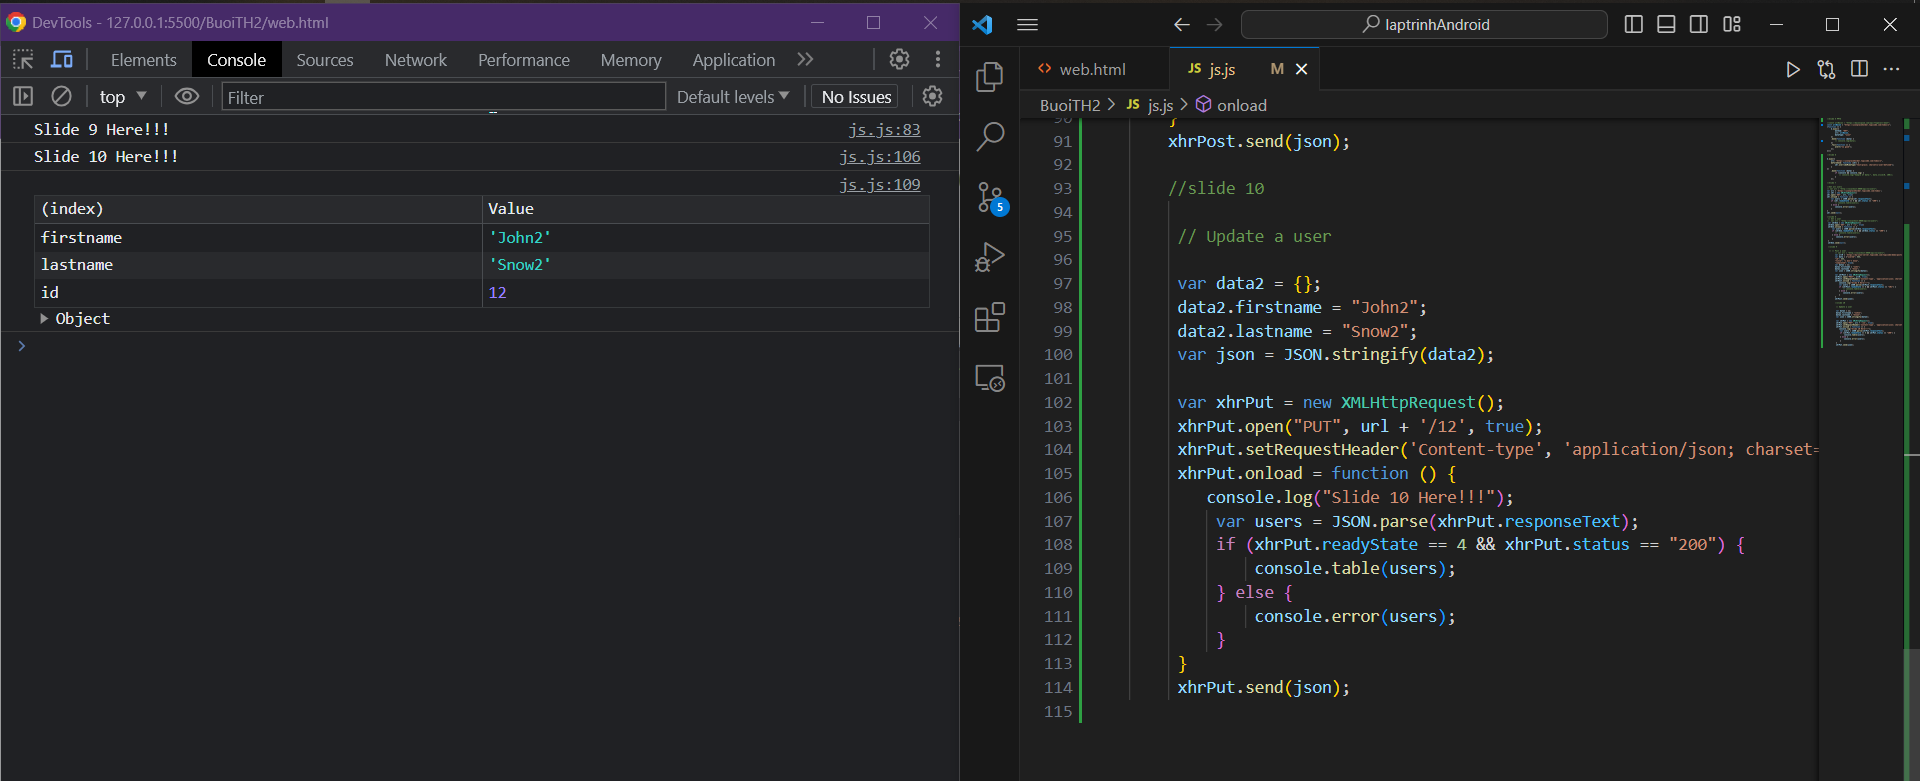 DevTools - 127.0.0.1:5500/BuoiTH2/web.html
Elements Console Sources Network Performance Memory Application
top Filter Default levels No Issues
Slide 9 Here!!! js.js:83
Slide 10 Here!!! js.js:106
js.js:109
(index) Value
firstname 'John2'
lastname 'Snow2'
id 12
Object
laptrinhAndroid
web.html JS js.js M
BuoiTH2 > JS js.js > onload
5
90 }
91 xhrPost.send(json);
92
93 //slide 10
94
95 // Update a user
96
97 var data2 = {};
98 data2.firstname = "John2";
99 data2.lastname = "Snow2";
100 var json = JSON.stringify(data2);
101
102 var xhrPut = new XMLHttpRequest();
103 xhrPut.open("PUT", url + '/12', true);
104 xhrPut.setRequestHeader('Content-type', 'application/json; charset=
105 xhrPut.onload = function () {
106 console.log("Slide 10 Here!!!");
107 var users = JSON.parse(xhrPut.responseText);
108 if (xhrPut.readyState == 4 && xhrPut.status == "200") {
109 console.table(users);
110 } else {
111 console.error(users);
112 }
113 }
114 xhrPut.send(json);
115